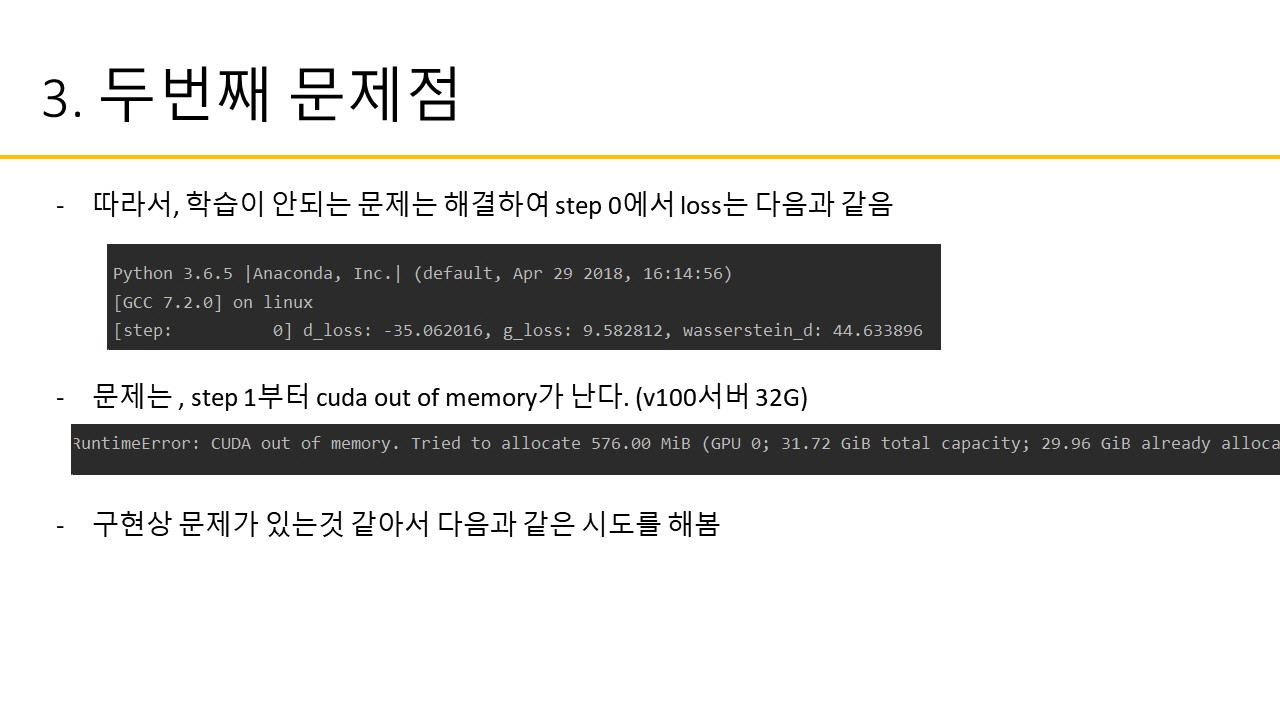 3. 두번째 문제점
- 따라서, 학습이 안되는 문제는 해결하여 step 0에서 loss는 다음과 같음
Python 3.6.5 |Anaconda, Inc.| (default, Apr 29 2018, 16:14:56)
[GCC 7.2.0] on linux
[step:          0] d_loss: -35.062016, g_loss: 9.582812, wasserstein_d: 44.633896
- 문제는 , step 1부터 cuda out of memory가 난다. (v100서버 32G)
RuntimeError: CUDA out of memory. Tried to allocate 576.00 MiB (GPU 0; 31.72 GiB total capacity; 29.96 GiB already alloca
- 구현상 문제가 있는것 같아서 다음과 같은 시도를 해봄